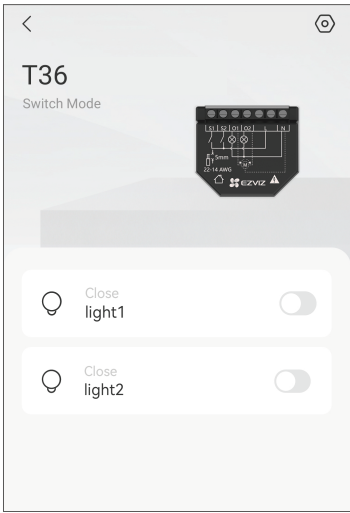 T36
Switch Mode
S1 S2 O1 O2 L N
5mm
22-14 AWG
M
EZVIZ
Close
light1
Close
light2